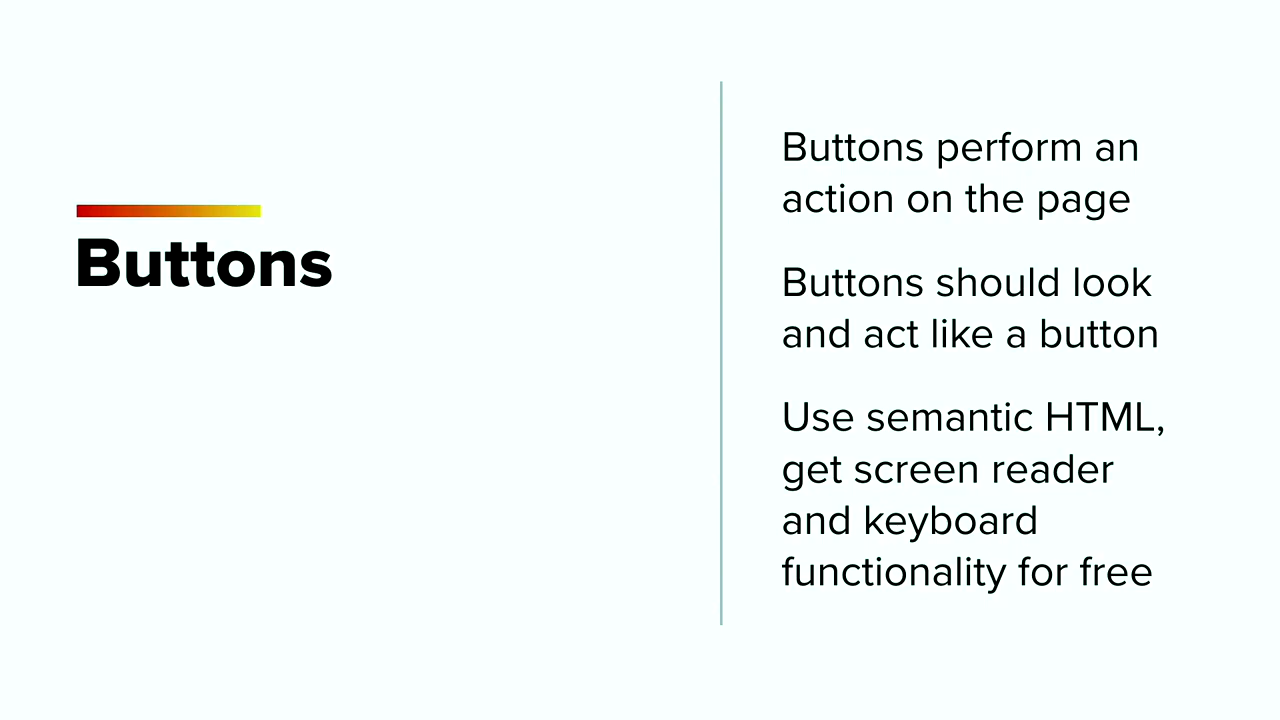 Buttons
Buttons perform an
action on the page
Buttons should look
and act like a button
Use semantic HTML,
get screen reader
and keyboard
functionality for free